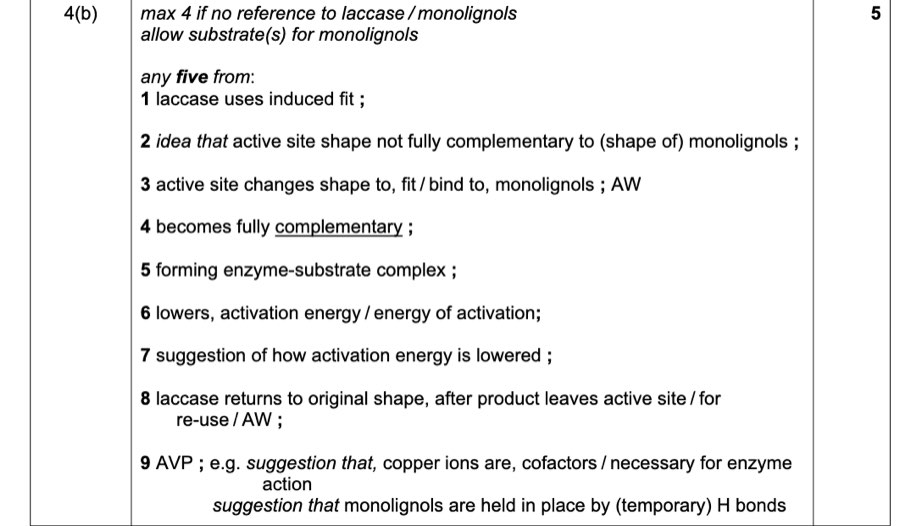 4(b) max 4 if no reference to laccase / monolignols 5
allow substrate(s) for monolignols
any five from:
1 laccase uses induced fit ;
2 idea that active site shape not fully complementary to (shape of) monolignols ;
3 active site changes shape to, fit / bind to, monolignols ; AW
4 becomes fully complementary ;
5 forming enzyme-substrate complex ;
6 lowers, activation energy / energy of activation;
7 suggestion of how activation energy is lowered ;
8 laccase returns to original shape, after product leaves active site / for
re-use / AW ;
9 AVP ; e.g. suggestion that, copper ions are, cofactors / necessary for enzyme
action
suggestion that monolignols are held in place by (temporary) H bonds